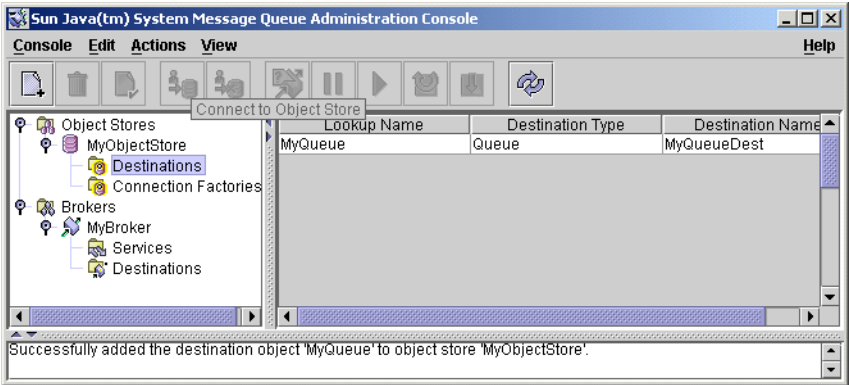 Sun Java(tm) System Message Queue Administration Console
Console Edit Actions View Help
Connect to Object Store
Object Stores
MyObjectStore
Destinations
Connection Factories
Brokers
MyBroker
Services
Destinations
Lookup Name Destination Type Destination Name
MyQueue Queue MyQueueDest
Successfully added the destination object 'MyQueue' to object store 'MyObjectStore'.